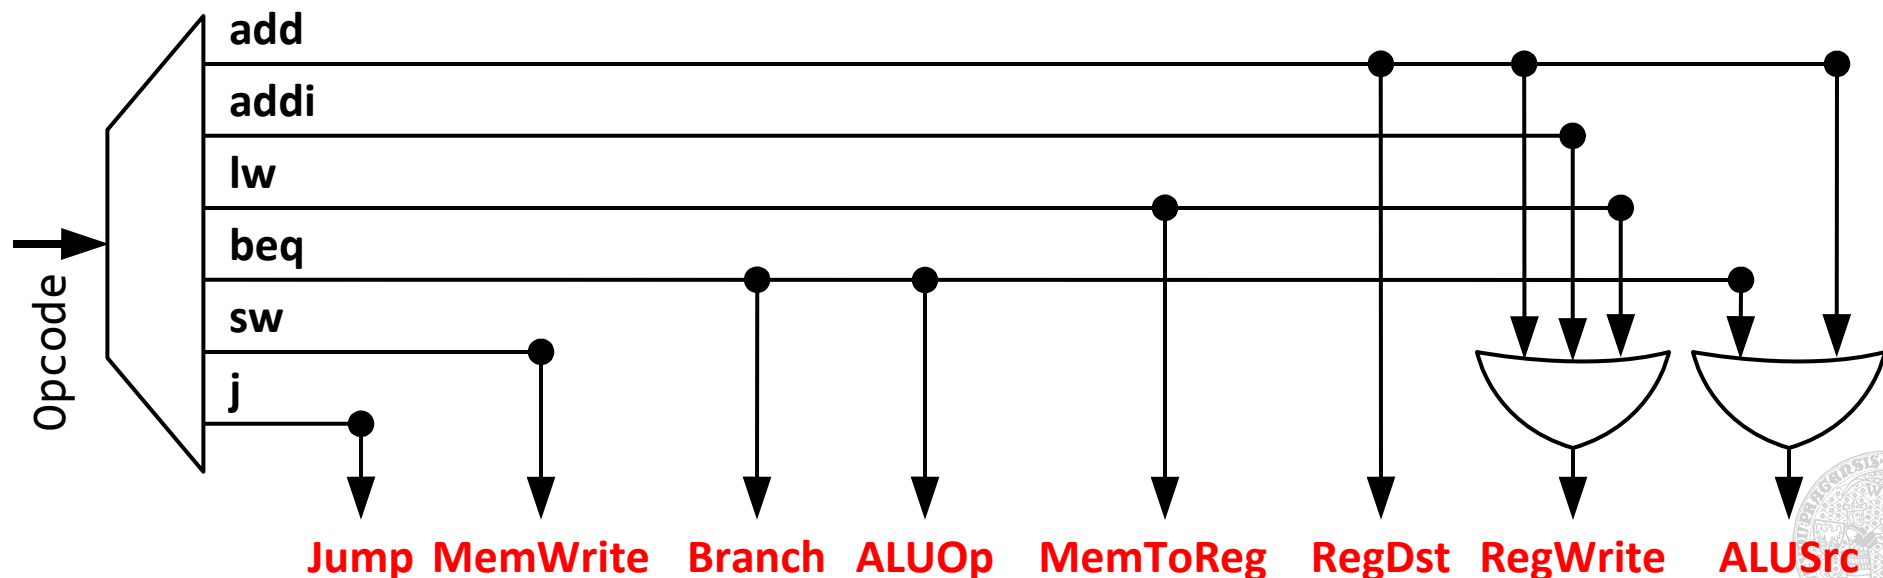 add
addi
lw
beq
sw
j
Opcode
Jump MemWrite Branch ALUOp MemToReg RegDst RegWrite ALUSrc